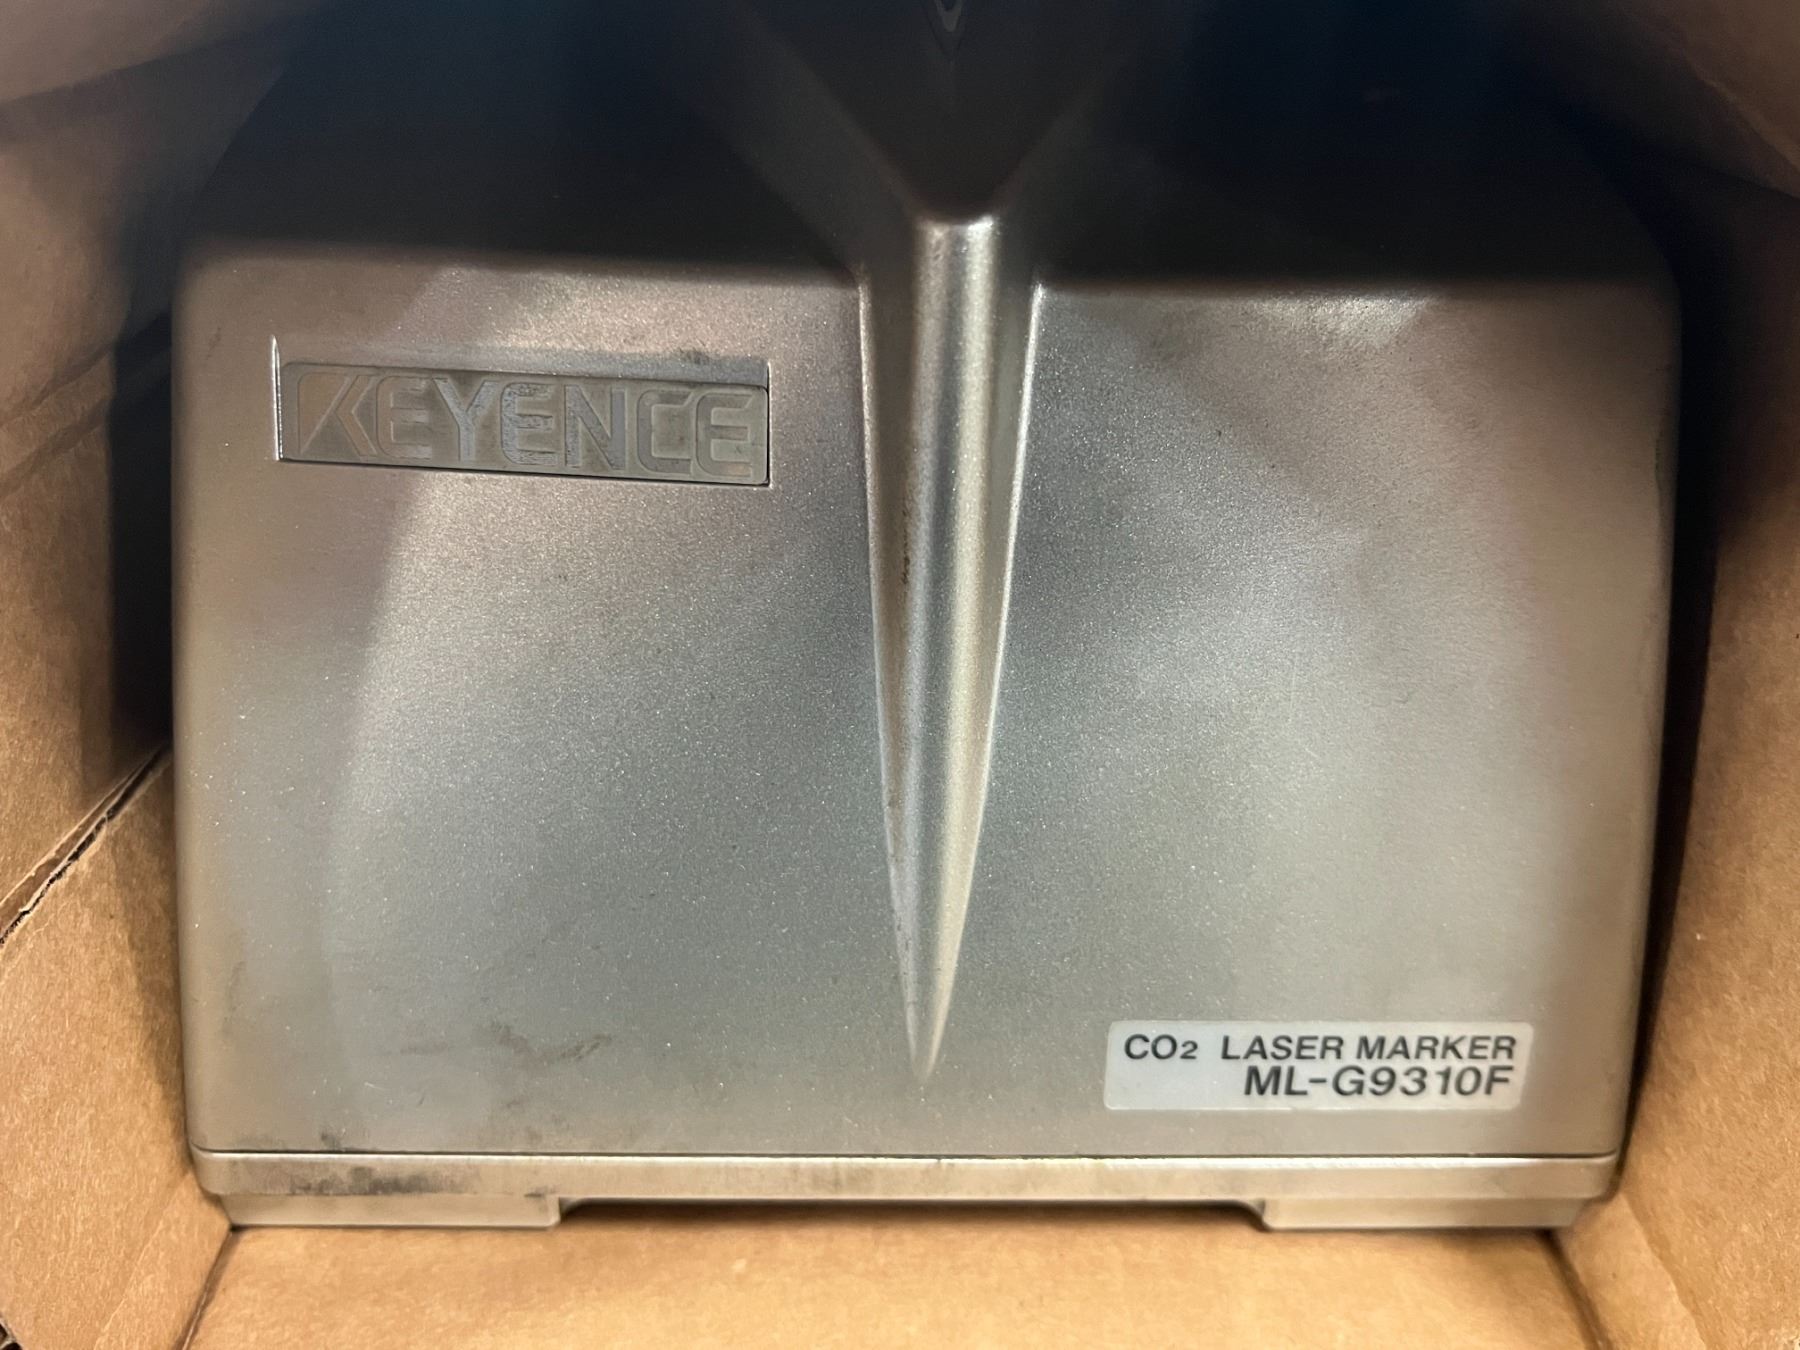 KEYENCE
CO2 LASER MARKER
ML-G9310F